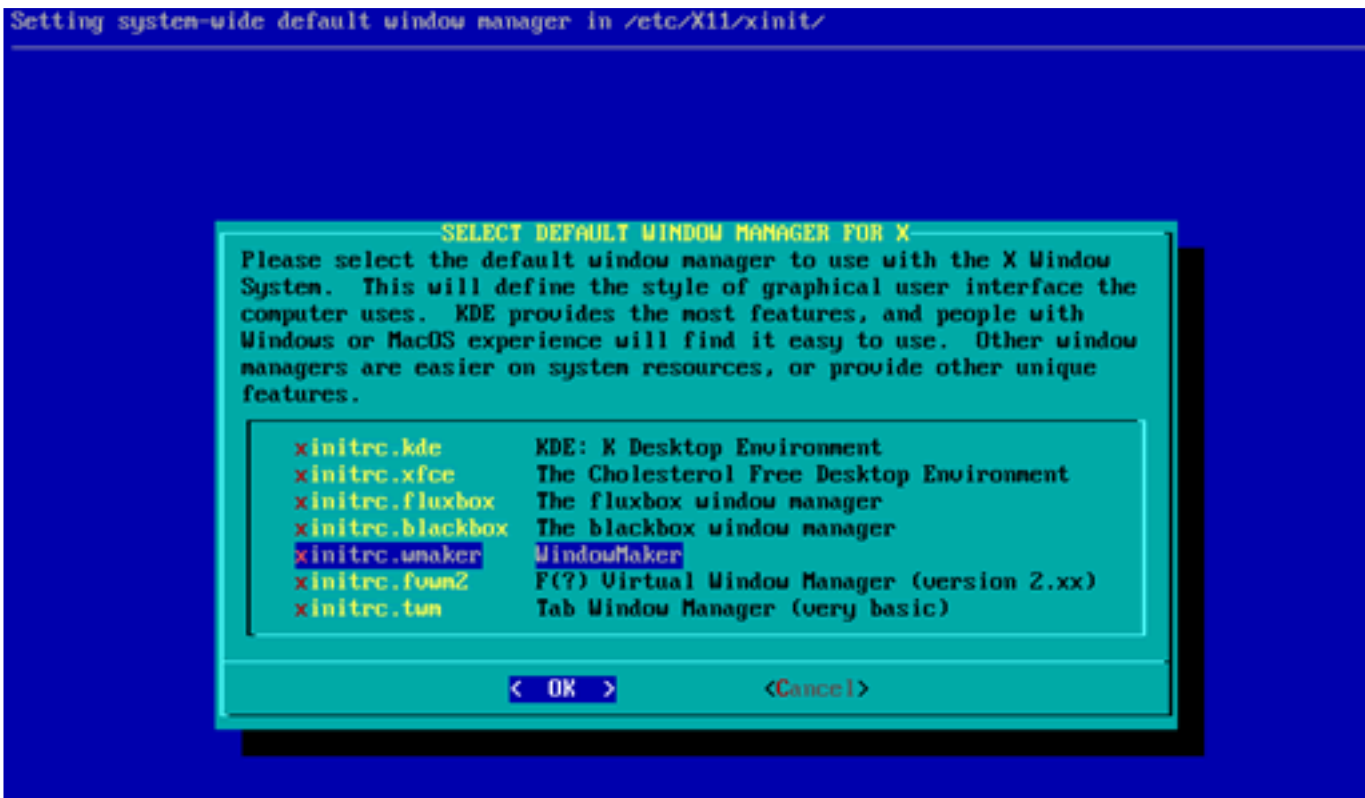 Setting system-wide default window manager in /etc/X11/xinit/
SELECT DEFAULT WINDOW MANAGER FOR X
Please select the default window manager to use with the X Window
System.  This will define the style of graphical user interface the
computer uses.  KDE provides the most features, and people with
Windows or MacOS experience will find it easy to use.  Other window
managers are easier on system resources, or provide other unique
features.
xinitrc.kde KDE: K Desktop Environment
xinitrc.xfce The Cholesterol Free Desktop Environment
xinitrc.fluxbox The fluxbox window manager
xinitrc.blackbox The blackbox window manager
xinitrc.wmaker WindowMaker
xinitrc.fvwm2 F(?) Virtual Window Manager (version 2.xx)
xinitrc.twm Tab Window Manager (very basic)
< OK > <Cancel>